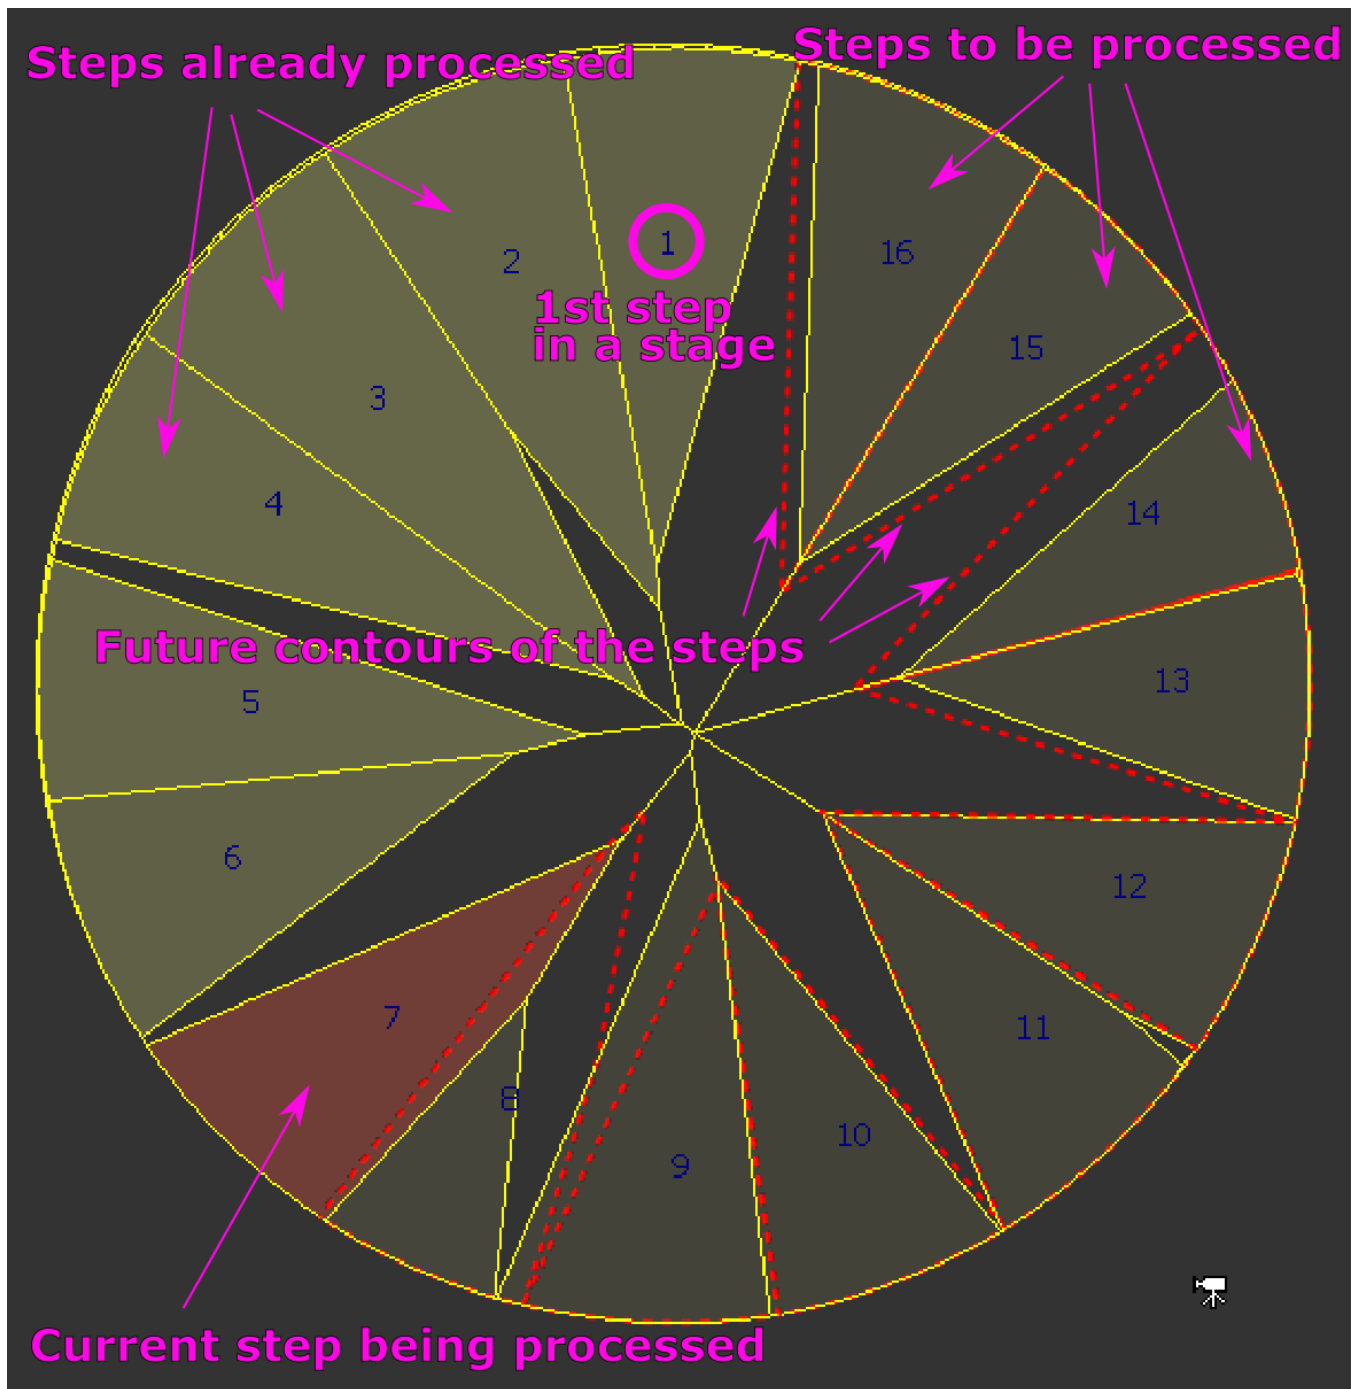 Steps already processed
Steps to be processed
1
2
16
1st step
in a stage
15
3
4
14
Future contours of the steps
13
5
6
12
7
11
8
10
9
Current step being processed